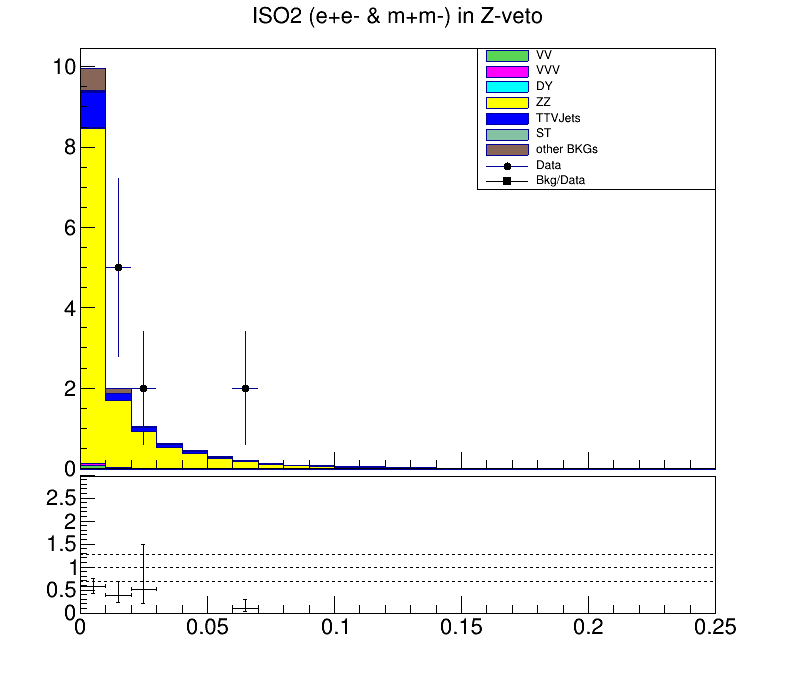 ISO2 (e+e- & m+m-) in Z-veto
VV
VVV
DY
ZZ
TTVJets
ST
other BKGs
Data
Bkg/Data
10
8
6
4
2
0
2.5
2
1.5
1
0.5
0
0 0.05 0.1 0.15 0.2 0.25